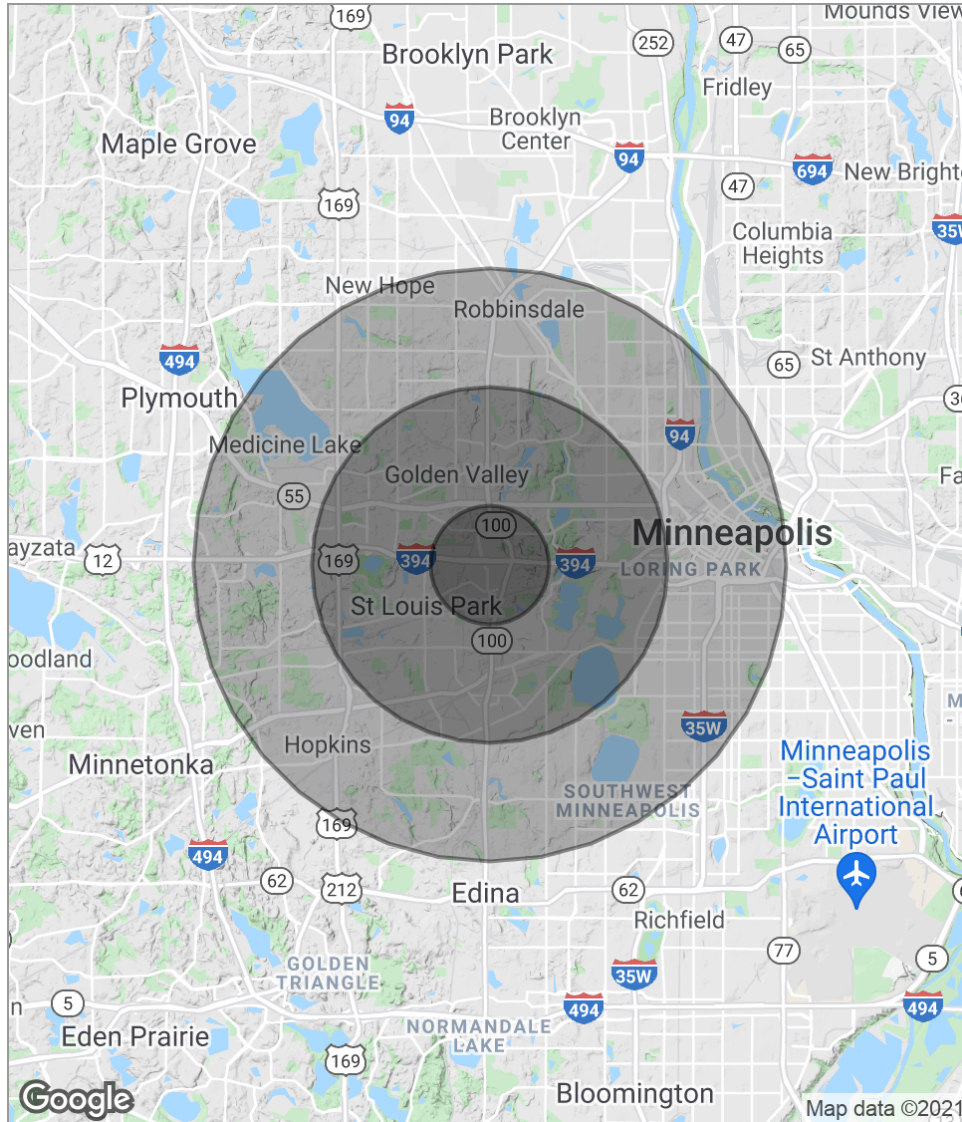 Mounds View
169
252
47
65
Brooklyn Park
Fridley
94
Brooklyn
Center
Maple Grove
94
694
New Bright
47
169
35W
Columbia
Heights
New Hope
Robbinsdale
494
St Anthony
65
Plymouth
36
94
Medicine Lake
Golden Valley
55
100
Minneapolis
ayzata
12
169
394
394
LORING PARK
St Louis Park
100
oodland
35W
ven
Hopkins
Minnetonka
Minneapolis
–Saint Paul
International
Airport
SOUTHWEST
MINNEAPOLIS
169
494
62
212
Edina
62
Richfield
77
5
GOLDEN
TRIANGLE
35W
5
494
494
Eden Prairie
NORMANDALE
LAKE
169
Bloomington
Google
Map data ©2021